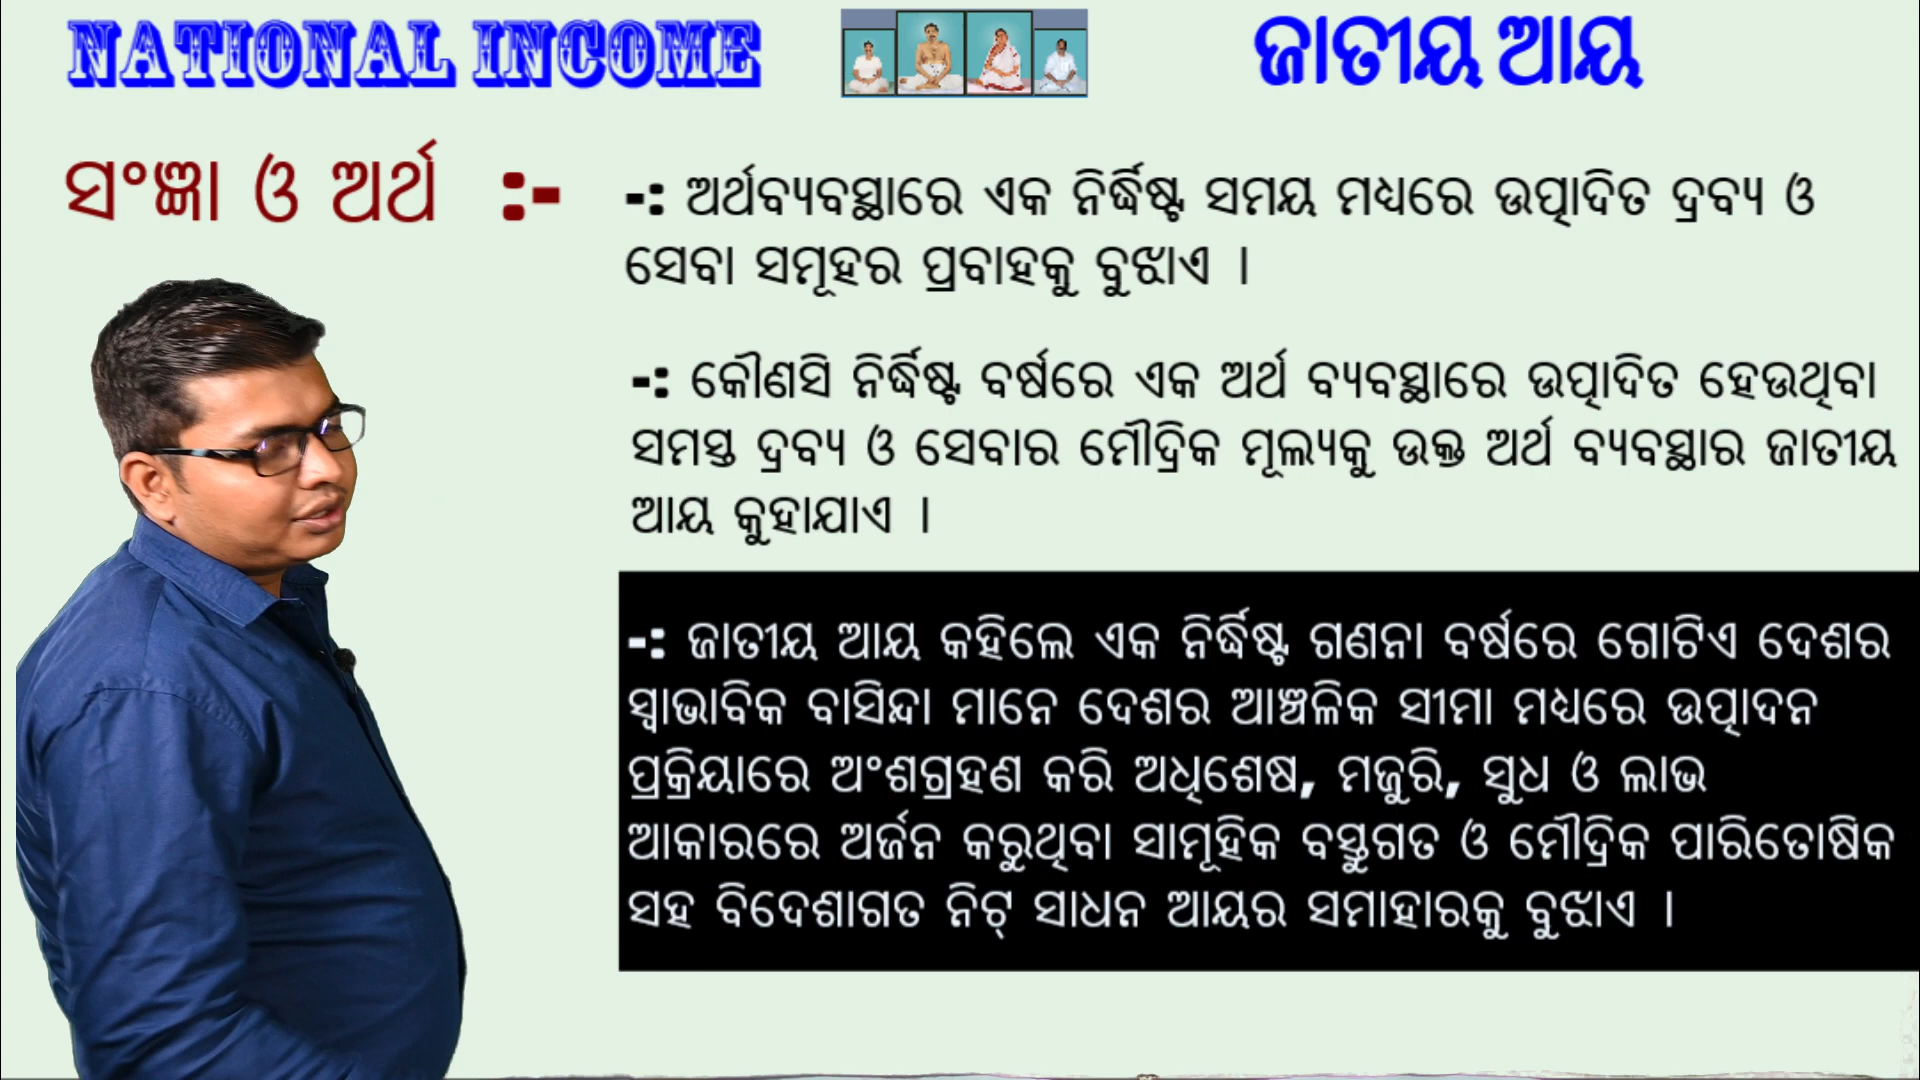 NATIONAL INCOME
ଜାତୀୟ ଆୟ
ସଂଜ୍ଞା ଓ ଅର୍ଥ :-
-: ଅର୍ଥବ୍ୟବସ୍ଥାରେ ଏକ ନିର୍ଦ୍ଧିଷ୍ଟ ସମୟ ମଧ୍ୟରେ ଉତ୍ପାଦିତ ଦ୍ରବ୍ୟ ଓ
ସେବା ସମୂହର ପ୍ରବାହକୁ ବୁଝାଏ ।
-: କୌଣସି ନିର୍ଦ୍ଧିଷ୍ଟ ବର୍ଷରେ ଏକ ଅର୍ଥ ବ୍ୟବସ୍ଥାରେ ଉତ୍ପାଦିତ ହେଉଥିବା
ସମସ୍ତ ଦ୍ରବ୍ୟ ଓ ସେବାର ମୌଦ୍ରିକ ମୂଲ୍ୟକୁ ଉକ୍ତ ଅର୍ଥ ବ୍ୟବସ୍ଥାର ଜାତୀୟ
ଆୟ କୁହାଯାଏ ।
-: ଜାତୀୟ ଆୟ କହିଲେ ଏକ ନିର୍ଦ୍ଧିଷ୍ଟ ଗଣନା ବର୍ଷରେ ଗୋଟିଏ ଦେଶର
ସ୍ୱାଭାବିକ ବାସିନ୍ଦା ମାନେ ଦେଶର ଆଞ୍ଚଳିକ ସୀମା ମଧ୍ୟରେ ଉତ୍ପାଦନ
ପ୍ରକ୍ରିୟାରେ ଅଂଶଗ୍ରହଣ କରି ଅଧିଶେଷ, ମଜୁରି, ସୁଧ ଓ ଲାଭ
ଆକାରରେ ଅର୍ଜନ କରୁଥିବା ସାମୂହିକ ବସ୍ତୁଗତ ଓ ମୌଦ୍ରିକ ପାରିତୋଷିକ
ସହ ବିଦେଶାଗତ ନିଟ୍ ସାଧନ ଆୟର ସମାହାରକୁ ବୁଝାଏ ।